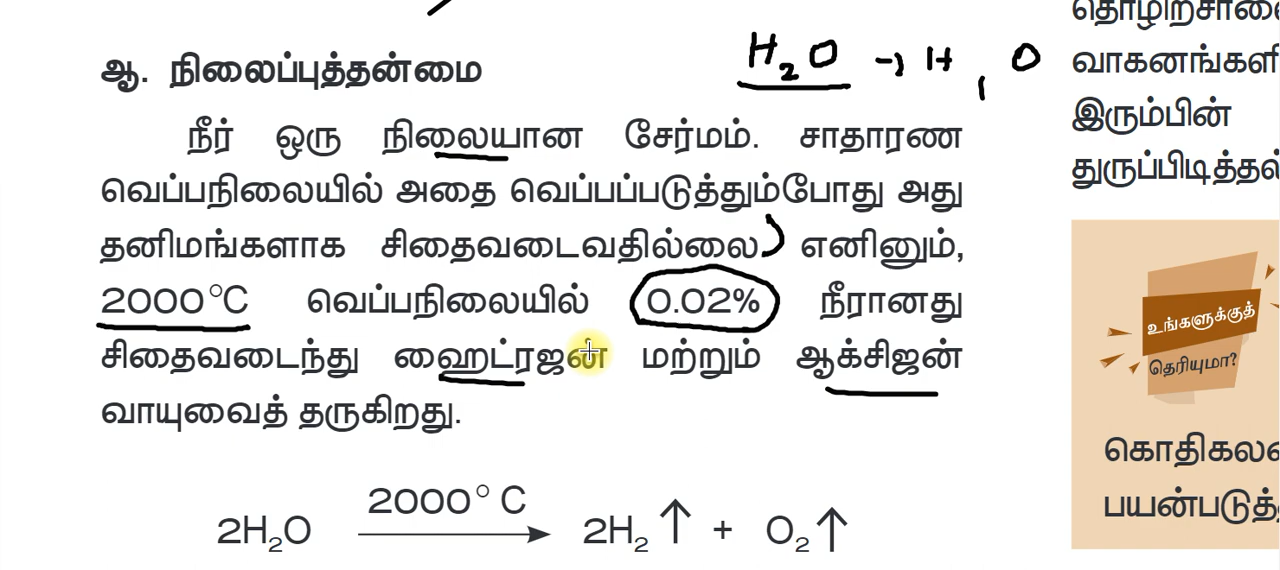 H₂O → H, O
ஆ. நிலைப்புத்தன்மை
நீர் ஒரு நிலையான சேர்மம். சாதாரண
வெப்பநிலையில் அதை வெப்பப்படுத்தும்போது அது
தனிமங்களாக சிதைவடைவதில்லை எனினும்,
2000°C வெப்பநிலையில் 0.02% நீரானது
சிதைவடைந்து ஹைட்ரஜன் மற்றும் ஆக்சிஜன்
வாயுவைத் தருகிறது.
2H₂O 2000° C → 2H₂ ↑ + O₂ ↑
வாகனங்களி
இரும்பின்
துருப்பிடித்தல்
உங்களுக்குத்
தெரியுமா?
கொதிகல
பயன்படுத்